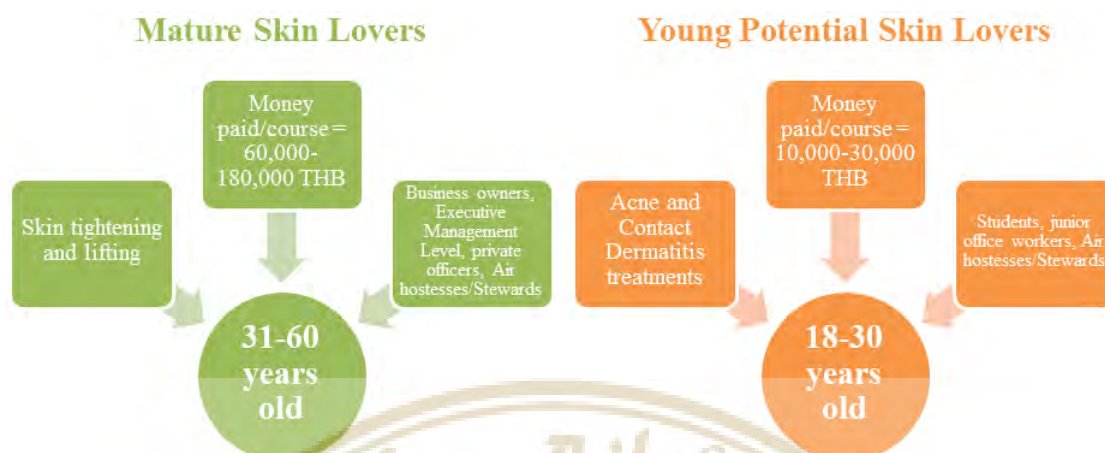 Mature Skin Lovers
Money
paid/course =
60,000-
180,000 THB
Skin tightening
and lifting
Business owners,
Executive
Management
Level, private
officers, Air
hostesses/Stewards
31-60
years
old
Young Potential Skin Lovers
Money
paid/course =
10,000-30,000
THB
Acne and
Contact
Dermatitis
treatments
Students, junior
office workers, Air
hostesses/Stewards
18-30
years
old